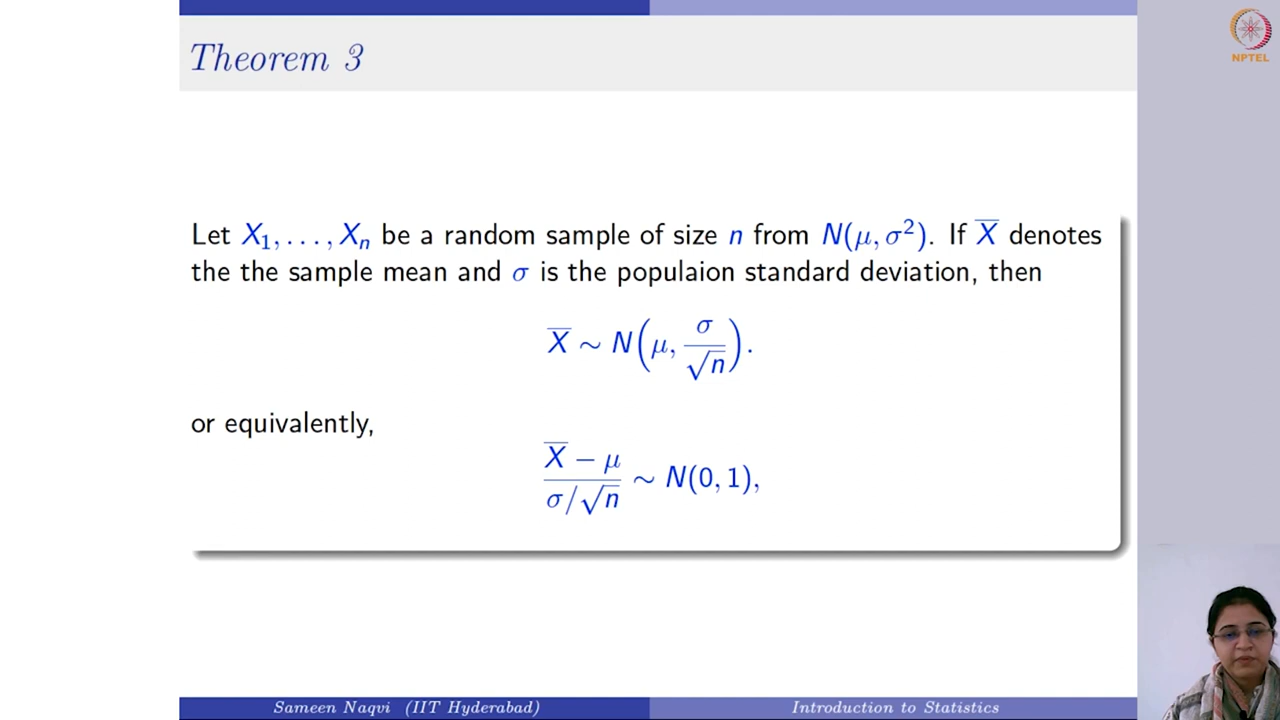 Theorem 3
NPTEL
Let X₁, . . . , Xₙ be a random sample of size n from N(μ, σ²). If X̅ denotes
the the sample mean and σ is the populaion standard deviation, then
X̅ ∼ N(μ, σ/√n).
or equivalently,
(X̅ − μ)/(σ/√n) ∼ N(0, 1),
Sameen Naqvi (IIT Hyderabad) Introduction to Statistics